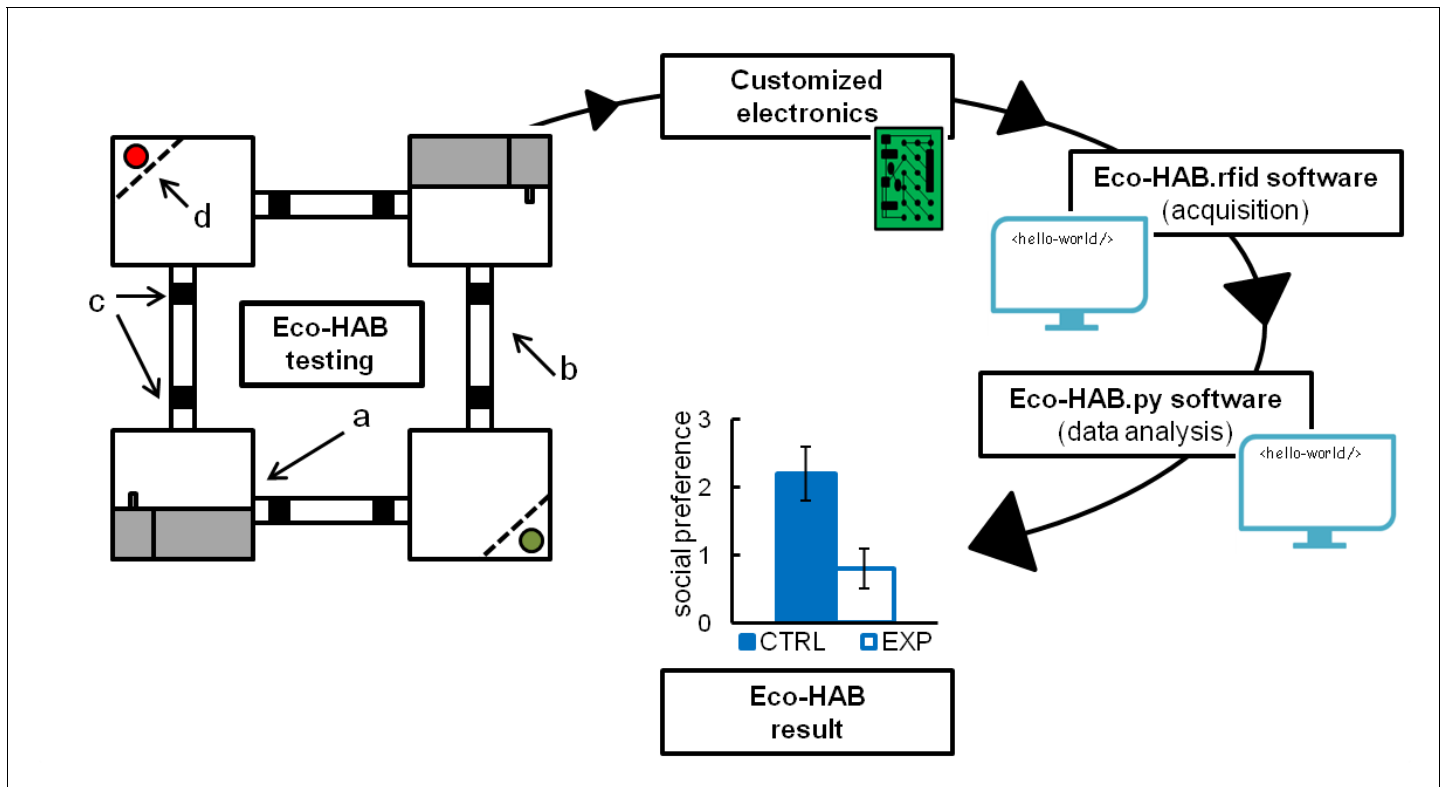 Customized
electronics
Eco-HAB.rfid software
(acquisition)
<hello-world/>
d
c
Eco-HAB
testing
b
a
Eco-HAB.py software
(data analysis)
<hello-world/>
social preference
3
2
1
0
CTRL
EXP
Eco-HAB
result